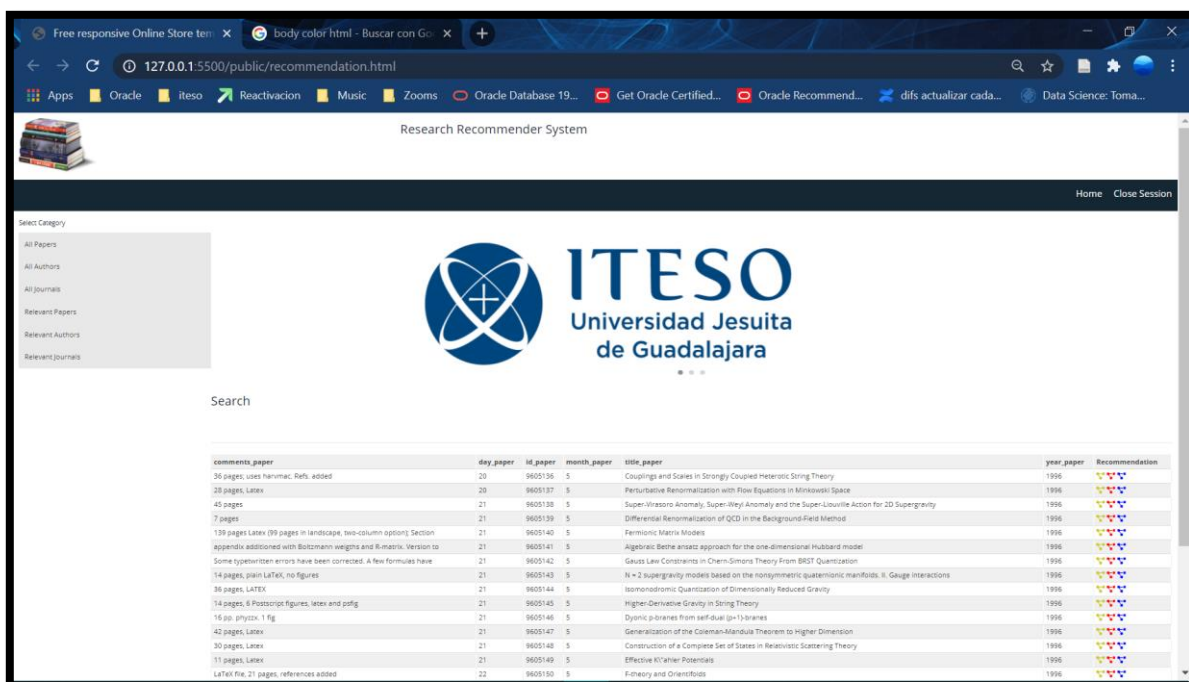 Free responsive Online Store tem
body color html - Buscar con Go
127.0.0.1:5500/public/recommendation.html
Apps Oracle iteso Reactivacion Music Zooms Oracle Database 19... Get Oracle Certified... Oracle Recommend... difs actualizar cada... Data Science: Toma...
Research Recommender System
Home Close Session
Select Category
All Papers
All Authors
All Journals
Relevant Papers
Relevant Authors
Relevant Journals
ITESO
Universidad Jesuita
de Guadalajara
Search
comments_paper day_paper id_paper month_paper title_paper year_paper Recommendation
36 pages; uses harvmac. Refs. added 20 9605136 5 Couplings and Scales in Strongly Coupled Heterotic String Theory 1996
28 pages, Latex 20 9605137 5 Perturbative Renormalization with Flow Equations in Minkowski Space 1996
45 pages 21 9605138 5 Super-Virasoro Anomaly, Super-Weyl Anomaly and the Super-Liouville Action for 2D Supergravity 1996
7 pages 21 9605139 5 Differential Renormalization of QCD in the Background-Field Method 1996
139 pages Latex (99 pages in landscape, two-column option); Section 21 9605140 5 Fermionic Matrix Models 1996
appendix additioned with Boltzmann weigths and R-matrix. Version to 21 9605141 5 Algebraic Bethe ansatz approach for the one-dimensional Hubbard model 1996
Some typetwritten errors have been corrected. A few formulas have 21 9605142 5 Gauss Law Constraints in Chern-Simons Theory From BRST Quantization 1996
14 pages, plain LaTeX, no figures 21 9605143 5 N = 2 supergravity models based on the nonsymmetric quaternionic manifolds. II. Gauge interactions 1996
36 pages, LATEX 21 9605144 5 Isomonodromic Quantization of Dimensionally Reduced Gravity 1996
14 pages, 6 Postscript figures, latex and psfig 21 9605145 5 Higher-Derivative Gravity in String Theory 1996
16 pp. phyzzx. 1 fig 21 9605146 5 Dyonic p-branes from self-dual (p+1)-branes 1996
42 pages, Latex 21 9605147 5 Generalization of the Coleman-Mandula Theorem to Higher Dimension 1996
30 pages, Latex 21 9605148 5 Construction of a Complete Set of States in Relativistic Scattering Theory 1996
11 pages, Latex 21 9605149 5 Effective K\"ahler Potentials 1996
LaTeX file, 21 pages, references added 22 9605150 5 F-theory and Orientifolds 1996